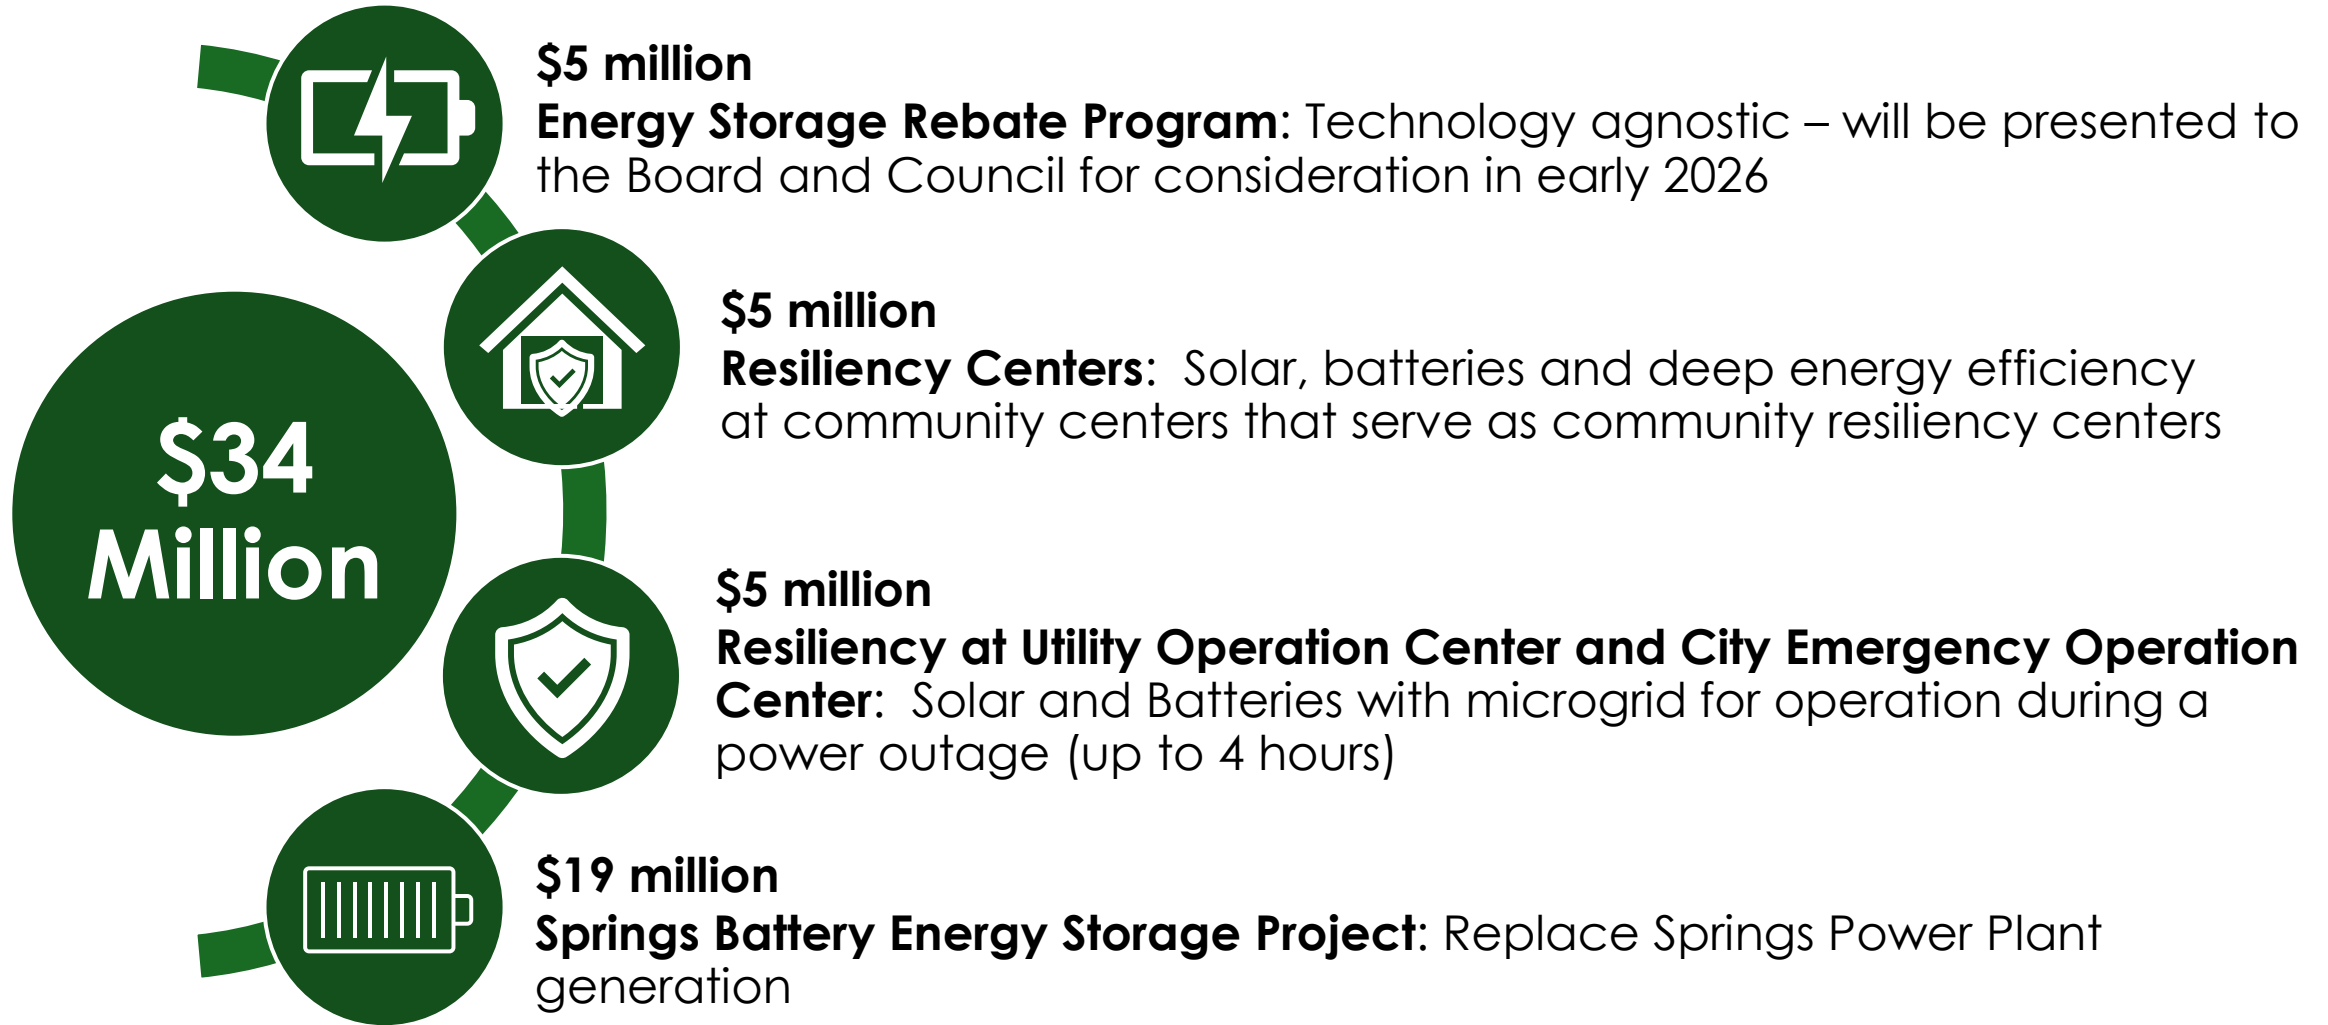 $5 million
Energy Storage Rebate Program: Technology agnostic – will be presented to
the Board and Council for consideration in early 2026
$5 million
Resiliency Centers:  Solar, batteries and deep energy efficiency
at community centers that serve as community resiliency centers
$34
Million
$5 million
Resiliency at Utility Operation Center and City Emergency Operation
Center:  Solar and Batteries with microgrid for operation during a
power outage (up to 4 hours)
$19 million
Springs Battery Energy Storage Project: Replace Springs Power Plant
generation